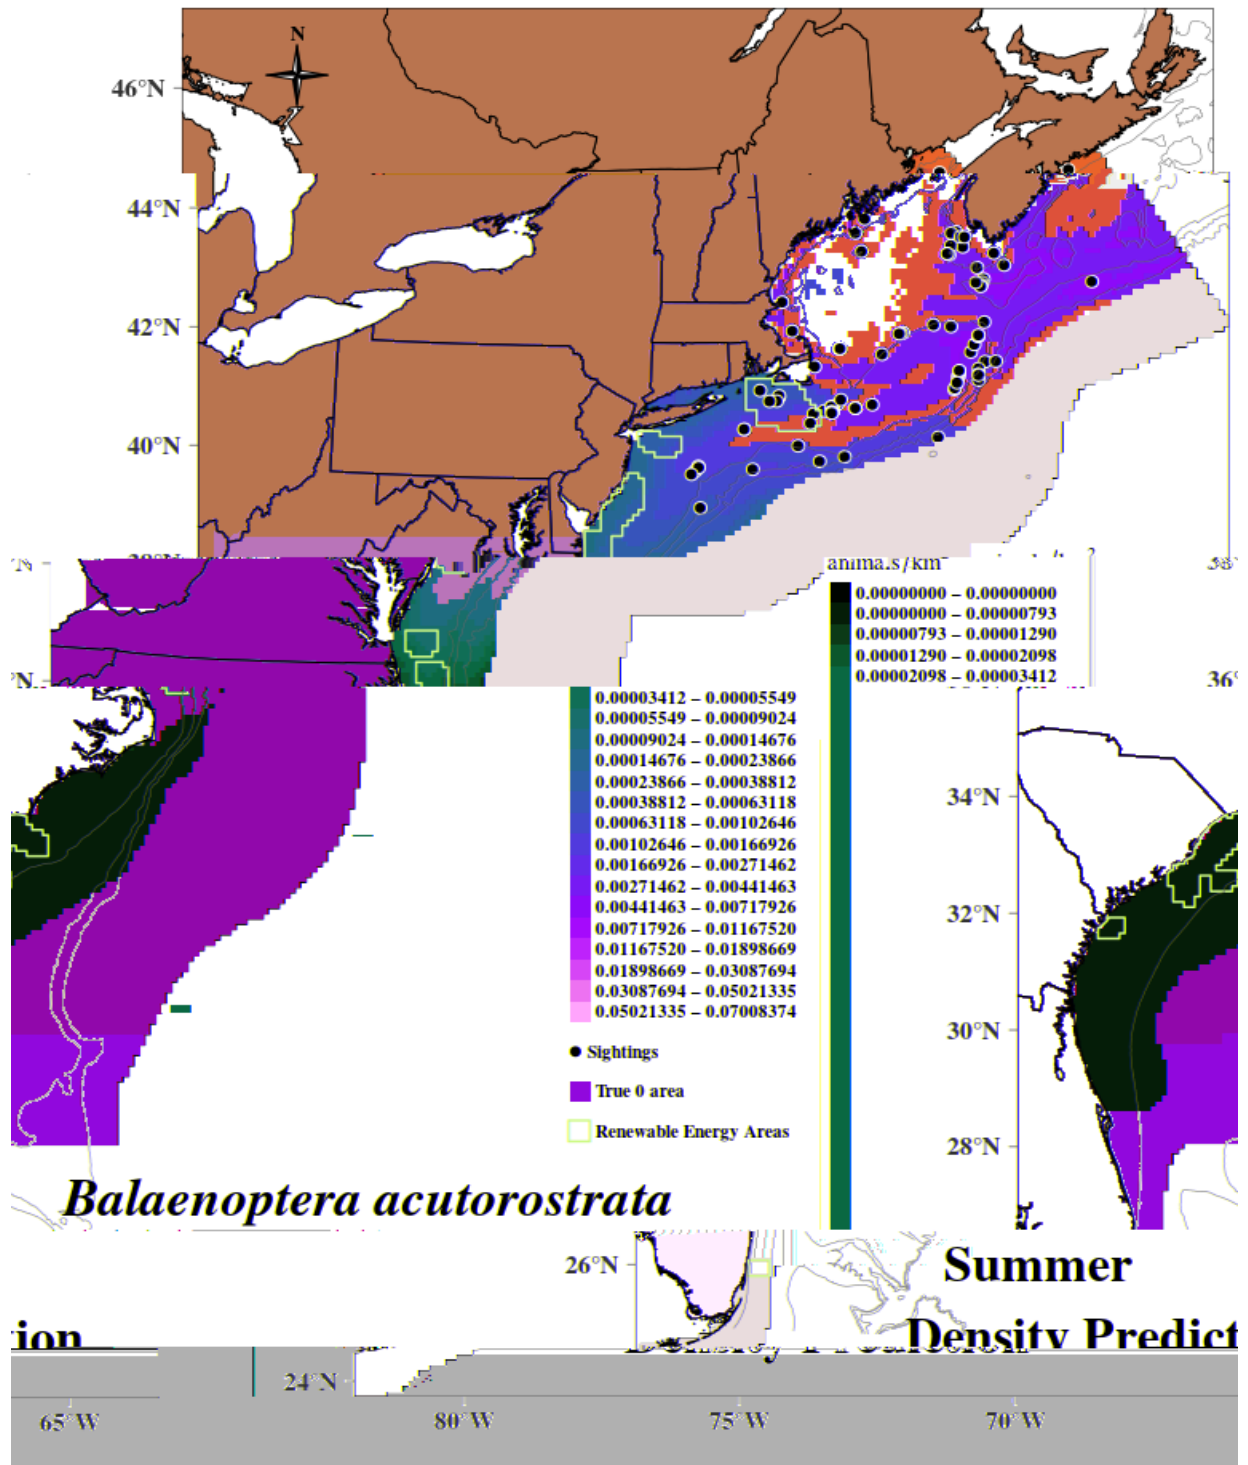 N
46°N
44°N
42°N
40°N
38°N
36°
0.00000000 – 0.00000000
0.00000000 – 0.00000793
0.00000793 – 0.00001290
0.00001290 – 0.00002098
0.00002098 – 0.00003412
0.00003412 – 0.00005549
0.00005549 – 0.00009024
0.00009024 – 0.00014676
0.00014676 – 0.00023866
0.00023866 – 0.00038812
0.00038812 – 0.00063118
0.00063118 – 0.00102646
0.00102646 – 0.00166926
0.00166926 – 0.00271462
0.00271462 – 0.00441463
0.00441463 – 0.00717926
0.00717926 – 0.01167520
0.01167520 – 0.01898669
0.01898669 – 0.03087694
0.03087694 – 0.05021335
0.05021335 – 0.07008374
Sightings
True 0 area
Renewable Energy Areas
34°N
32°N
30°N
28°N
Balaenoptera acutorostrata
26°N
Summer
tion
Density Predict
24°N
65°W
80°W
75°W
70°W